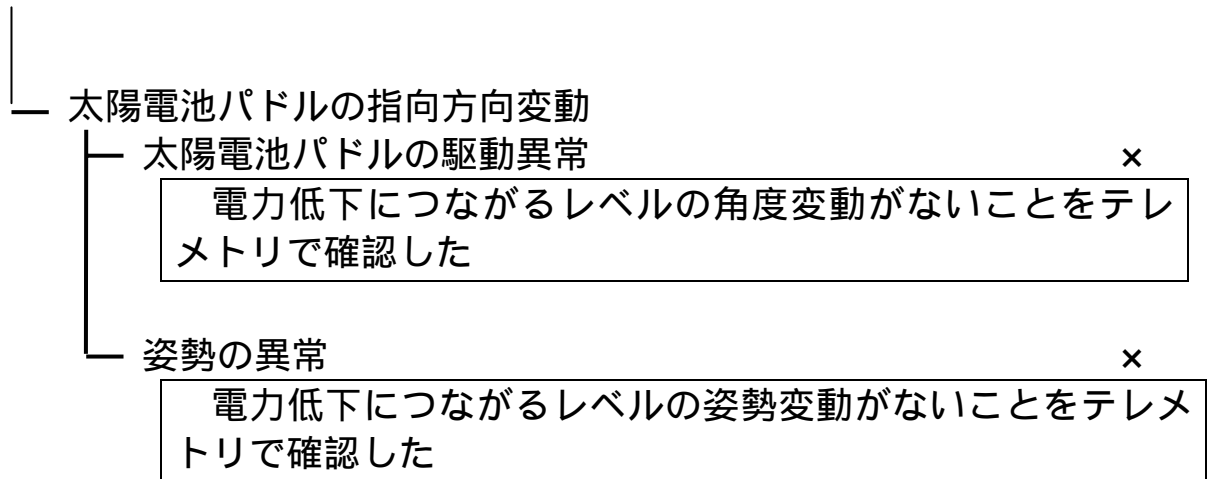 太陽電池パドルの指向方向変動
太陽電池パドルの駆動異常 ×
電力低下につながるレベルの角度変動がないことをテレ
メトリで確認した
姿勢の異常 ×
電力低下につながるレベルの姿勢変動がないことをテレメ
トリで確認した